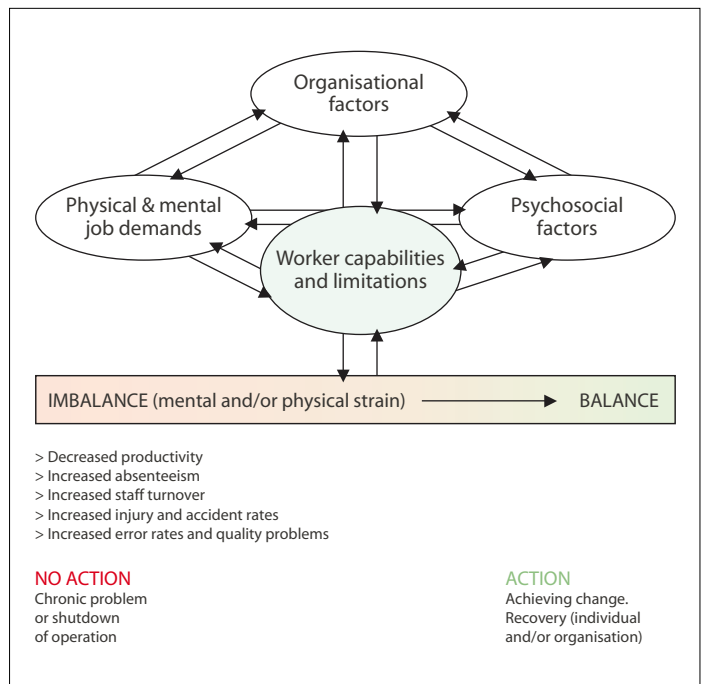 Organisational
factors
Physical & mental
job demands
Psychosocial
factors
Worker capabilities
and limitations
IMBALANCE (mental and/or physical strain)
BALANCE
> Decreased productivity
> Increased absenteeism
> Increased staff turnover
> Increased injury and accident rates
> Increased error rates and quality problems
NO ACTION
Chronic problem
or shutdown
of operation
ACTION
Achieving change.
Recovery (individual
and/or organisation)